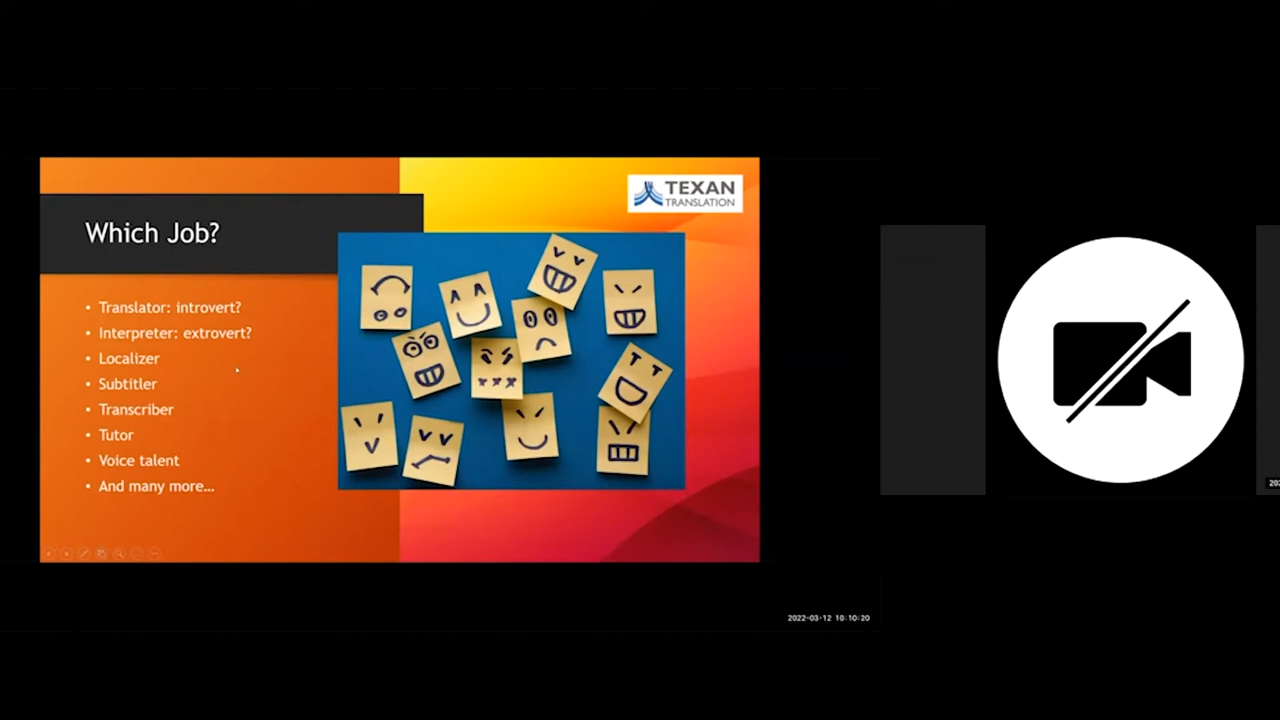 TEXAN
TRANSLATION
Which Job?
• Translator: introvert?
• Interpreter: extrovert?
• Localizer
• Subtitler
• Transcriber
• Tutor
• Voice talent
• And many more...
2022-03-12 10:10:20
202